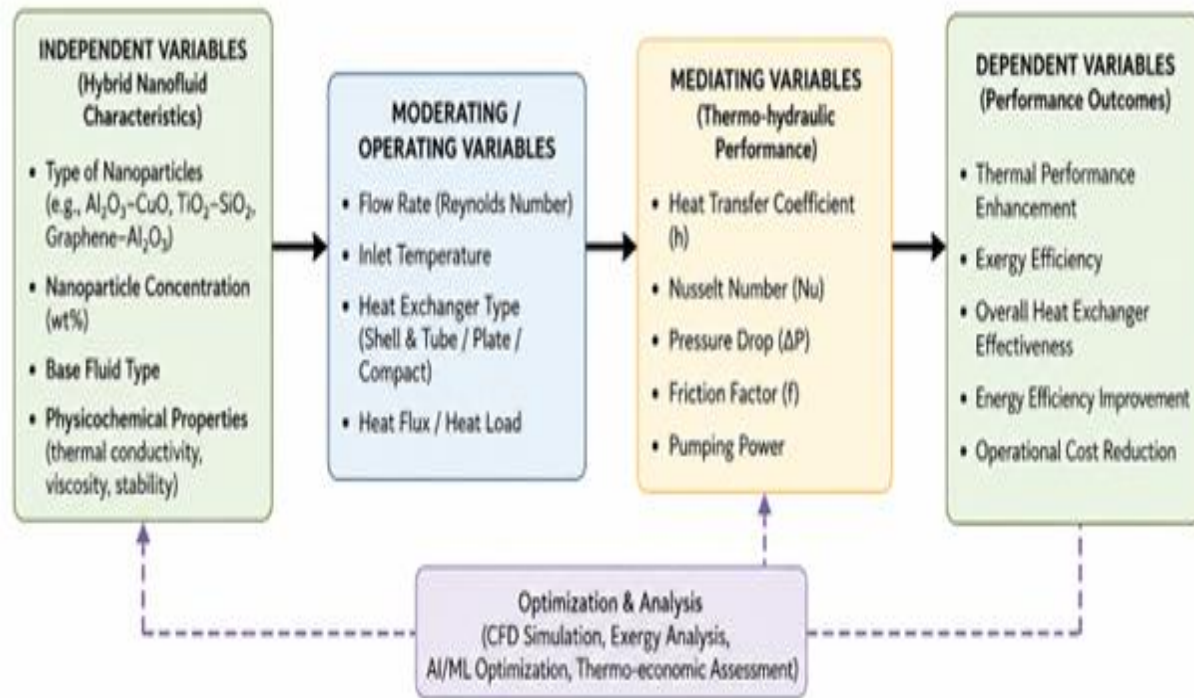 INDEPENDENT VARIABLES
(Hybrid Nanofluid
Characteristics)
• Type of Nanoparticles
(e.g., Al₂O₃–CuO, TiO₂–SiO₂,
Graphene–Al₂O₃)
• Nanoparticle Concentration
(wt%)
• Base Fluid Type
• Physicochemical Properties
(thermal conductivity,
viscosity, stability)
MODERATING /
OPERATING VARIABLES
• Flow Rate (Reynolds Number)
• Inlet Temperature
• Heat Exchanger Type
(Shell & Tube / Plate /
Compact)
• Heat Flux / Heat Load
MEDIATING VARIABLES
(Thermo-hydraulic
Performance)
• Heat Transfer Coefficient
(h)
• Nusselt Number (Nu)
• Pressure Drop (ΔP)
• Friction Factor (f)
• Pumping Power
DEPENDENT VARIABLES
(Performance Outcomes)
• Thermal Performance
Enhancement
• Exergy Efficiency
• Overall Heat Exchanger
Effectiveness
• Energy Efficiency Improvement
• Operational Cost Reduction
Optimization & Analysis
(CFD Simulation, Exergy Analysis,
AI/ML Optimization, Thermo-economic Assessment)